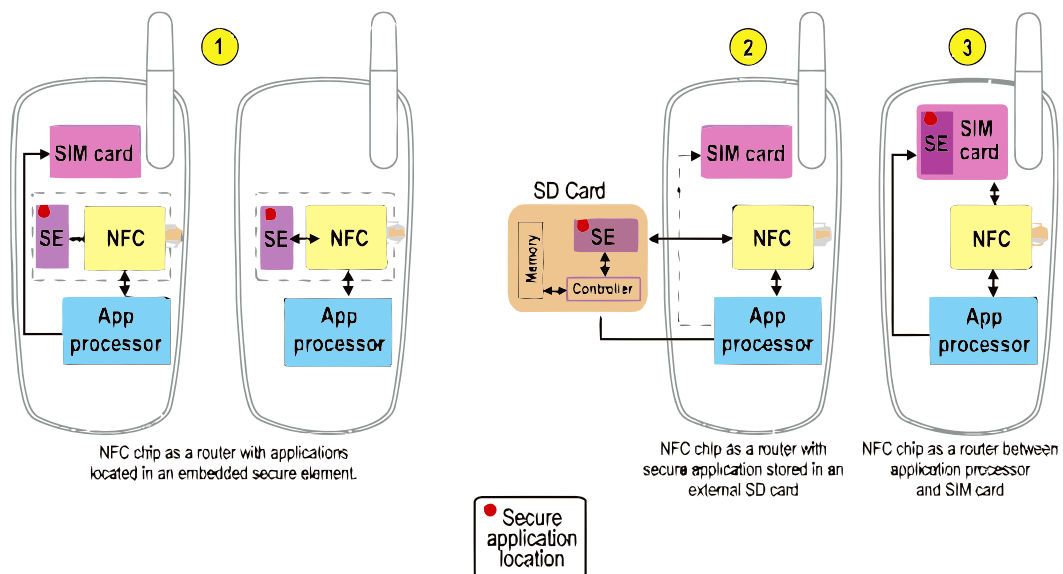 1
SIM card
SE
NFC
App
processor
SE
NFC
App
processor
NFC chip as a router with applications
located in an embedded secure element.
2
SD Card
Memory
SE
Controller
SIM card
NFC
App
processor
NFC chip as a router with
secure application stored in an
external SD card
3
SE
SIM
card
NFC
App
processor
NFC chip as a router between
application processor
and SIM card
Secure
application
location